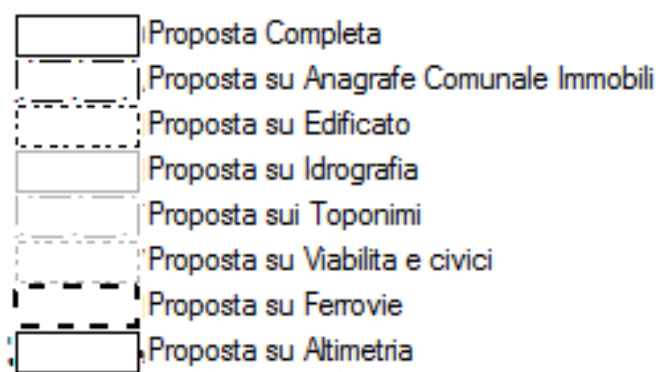 Proposta Completa
Proposta su Anagrafe Comunale Immobili
Proposta su Edificato
Proposta su Idrografia
Proposta sui Toponimi
Proposta su Viabilita e civici
Proposta su Ferrovie
Proposta su Altimetria